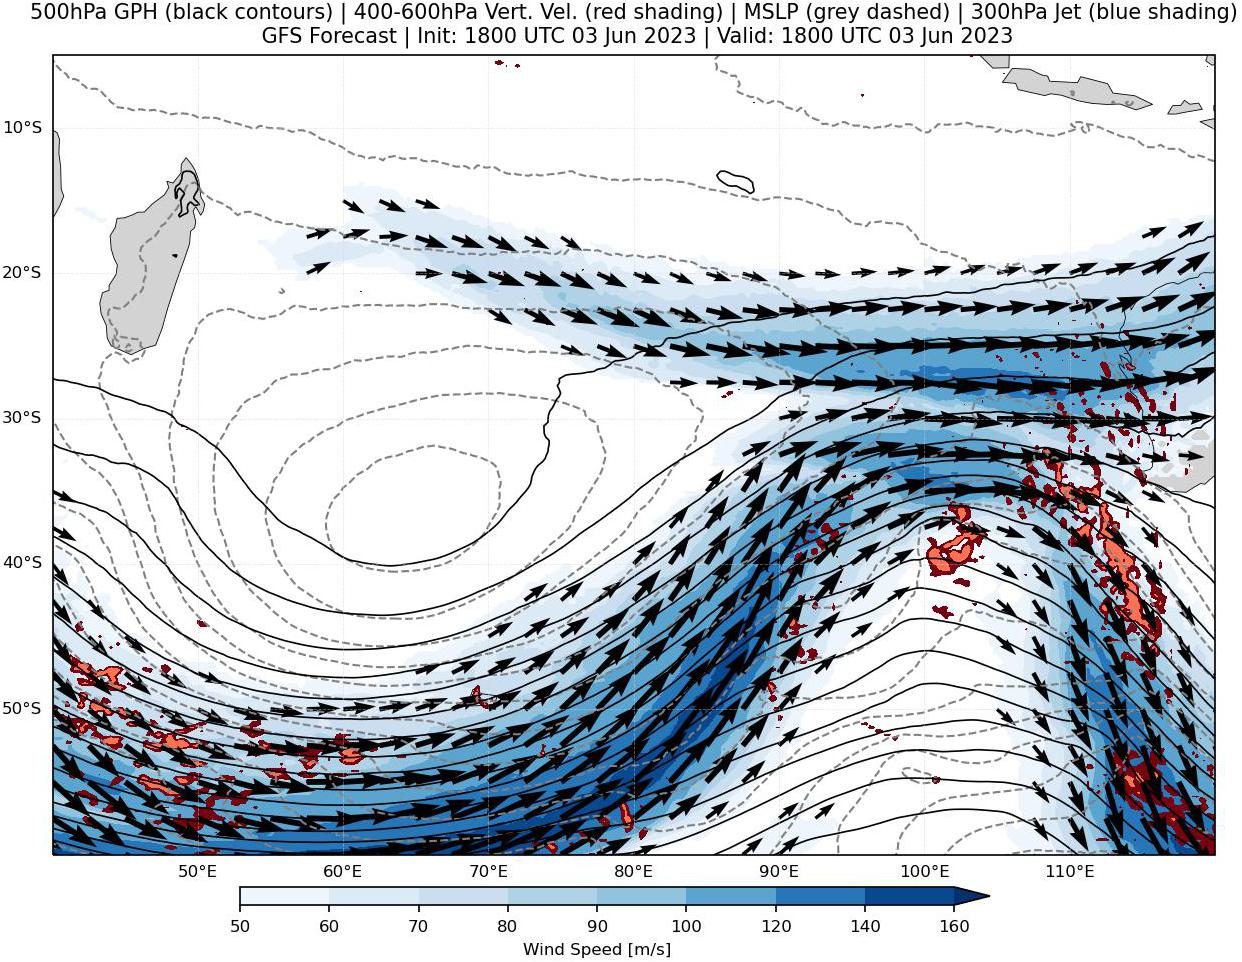 500hPa GPH (black contours) | 400-600hPa Vert. Vel. (red shading) | MSLP (grey dashed) | 300hPa Jet (blue shading)
GFS Forecast | Init: 1800 UTC 03 Jun 2023 | Valid: 1800 UTC 03 Jun 2023
10°S
20°S
30°S
40°S
50°S
50°E 60°E 70°E 80°E 90°E 100°E 110°E
50 60 70 80 90 100 120 140 160
Wind Speed [m/s]